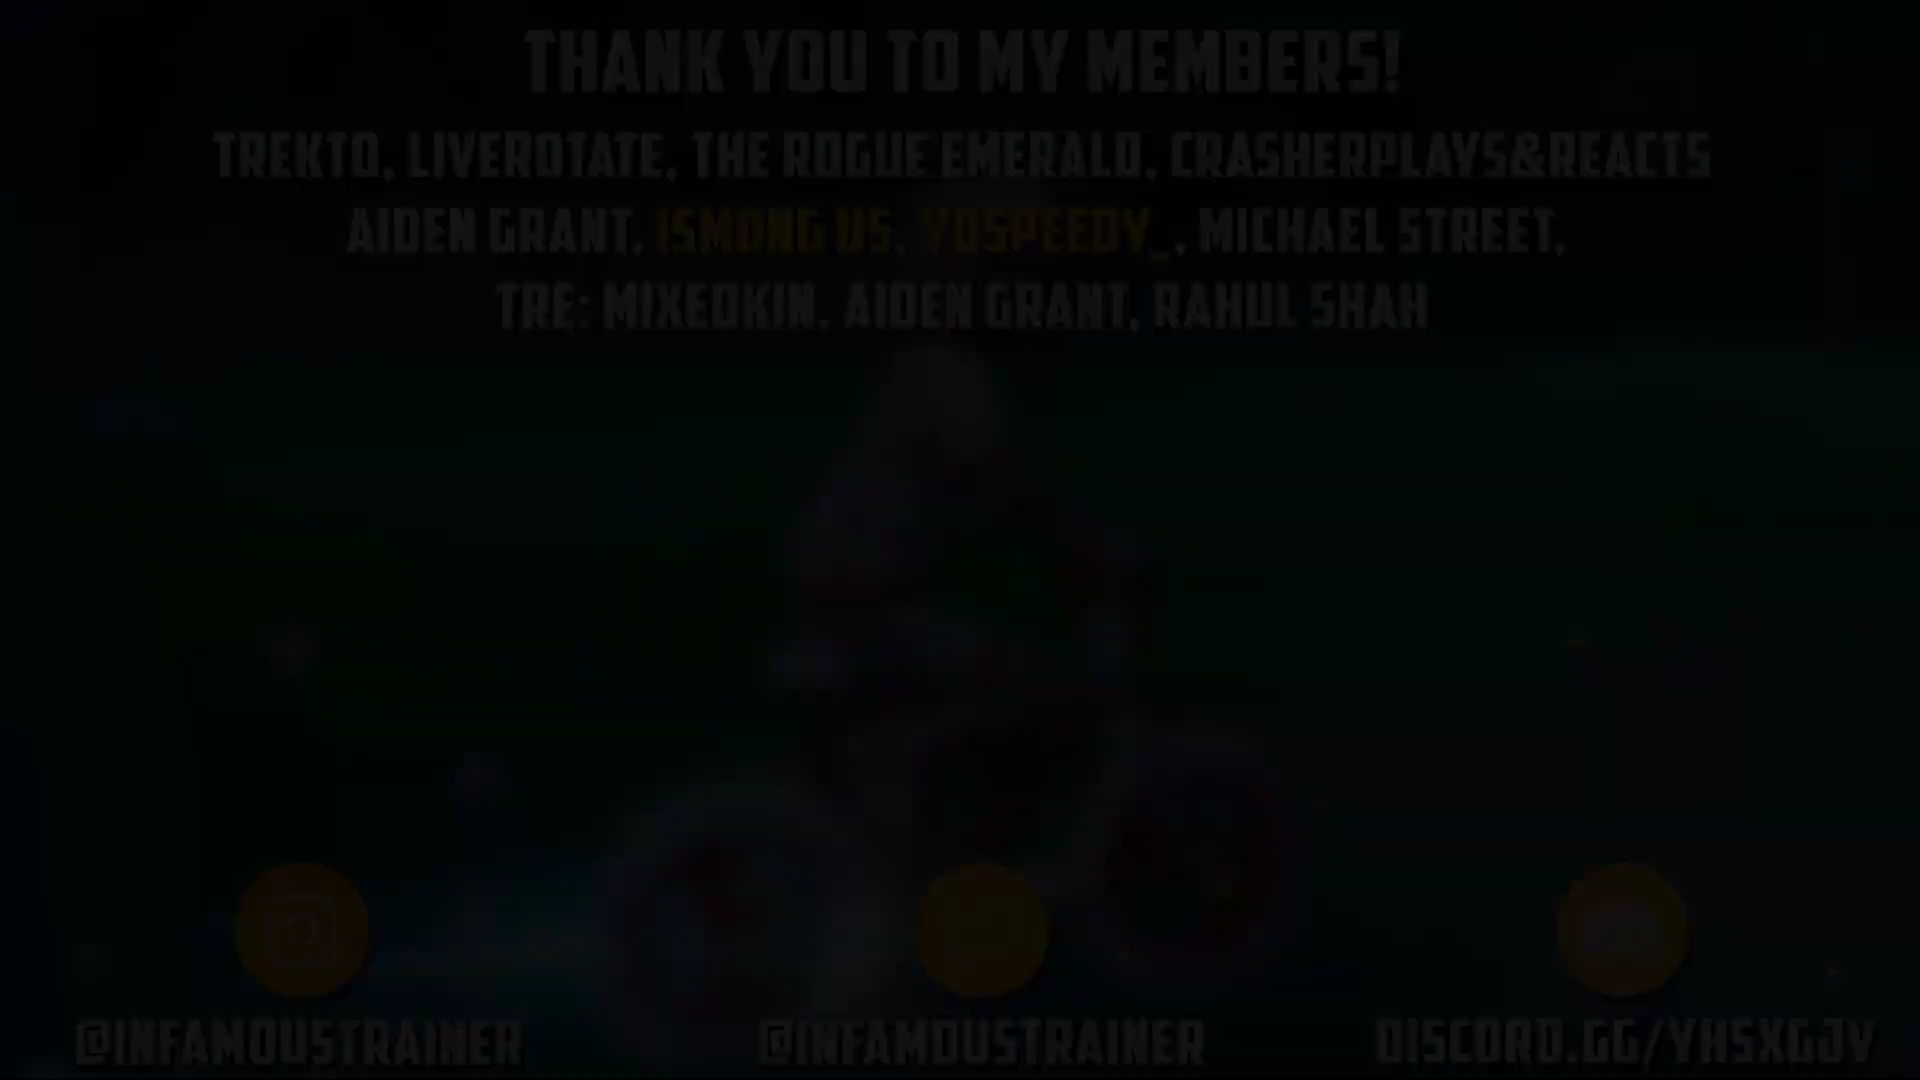 THANK YOU TO MY MEMBERS!
TREKTO, LIVEROTATE, THE ROGUE EMERALD, CRASHERPLAYS&REACTS
AIDEN GRANT, ISMONG US, YOSPEEDY_, MICHAEL STREET,
TRE: MIXEDKIN, AIDEN GRANT, RAHUL SHAH
@INFAMOUSTRAINER
@INFAMOUSTRAINER
DISCORD.GG/YHSXGJV